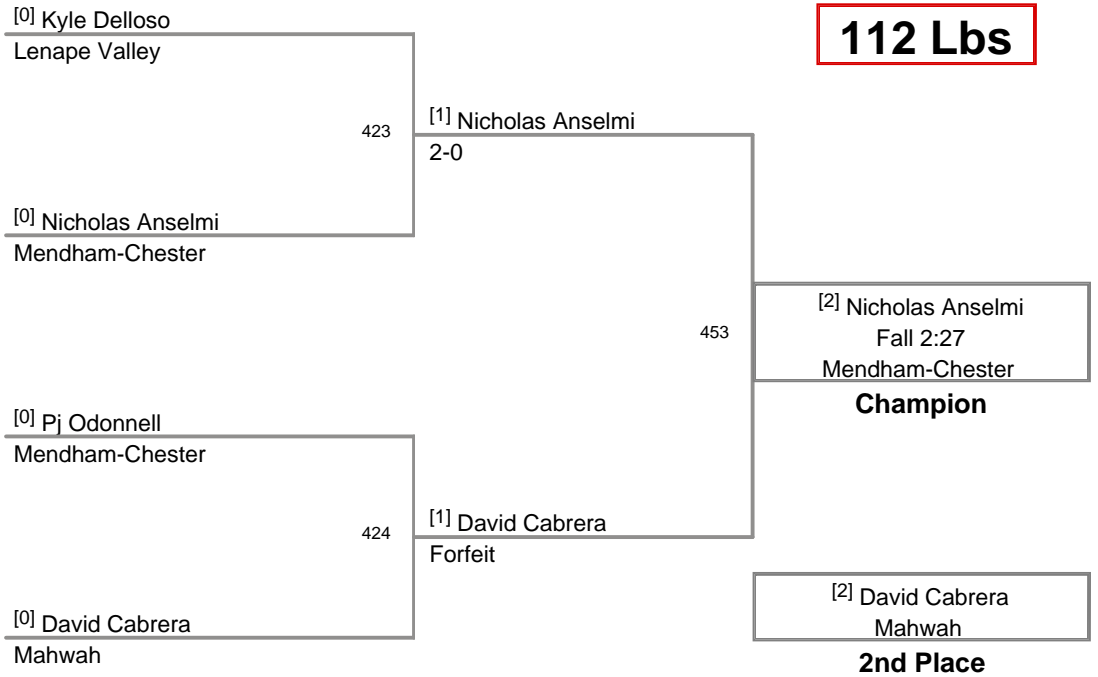 [0] Kyle Delloso
Lenape Valley
112 Lbs
423
[1] Nicholas Anselmi
2-0
[0] Nicholas Anselmi
Mendham-Chester
453
[2] Nicholas Anselmi
Fall 2:27
Mendham-Chester
Champion
[0] Pj Odonnell
Mendham-Chester
424
[1] David Cabrera
Forfeit
[0] David Cabrera
Mahwah
[2] David Cabrera
Mahwah
2nd Place